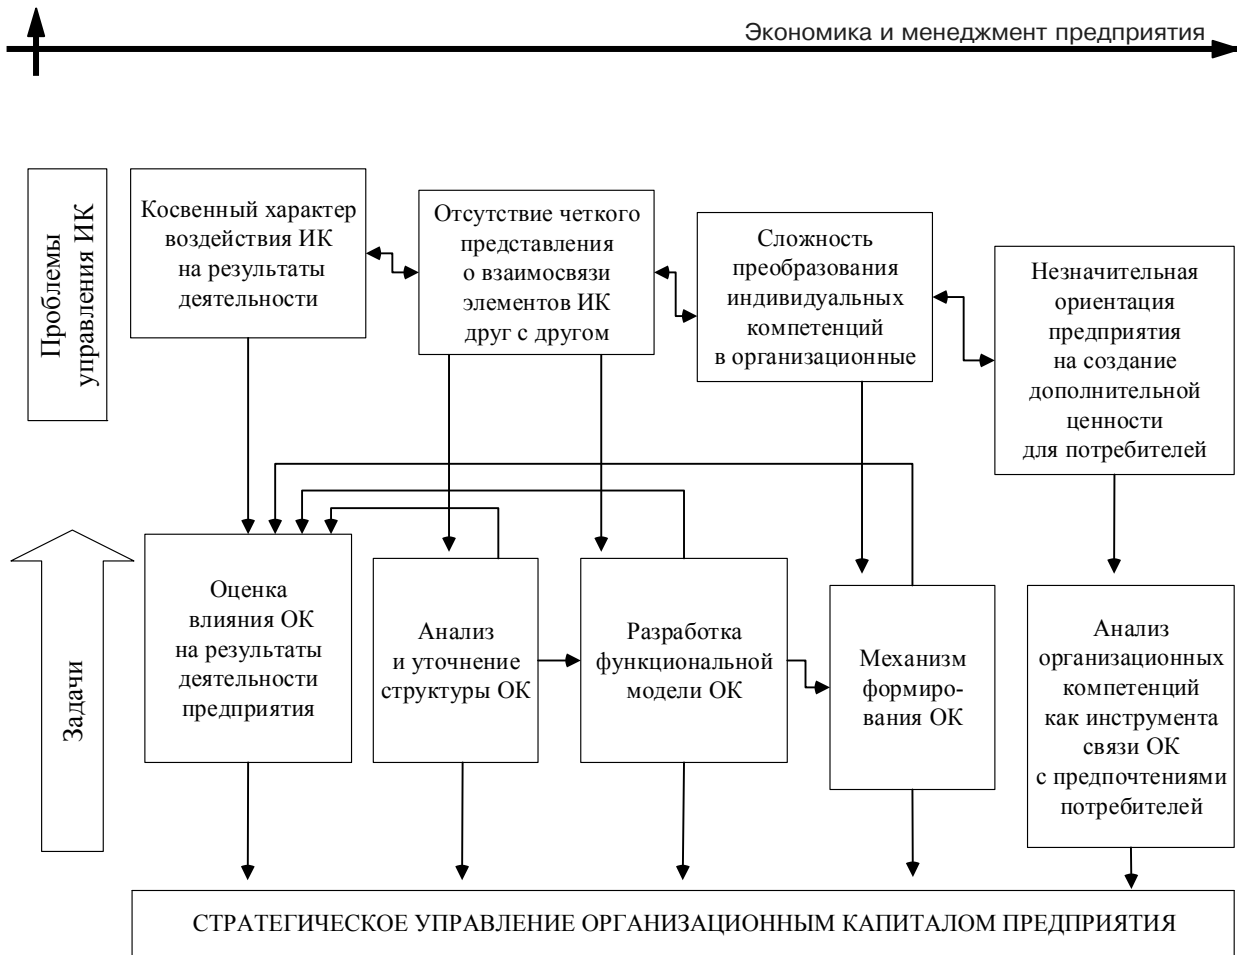 Экономика и менеджмент предприятия
Проблемы
управления ИК
Косвенный характер
воздействия ИК
на результаты
деятельности
Отсутствие четкого
представления
о взаимосвязи
элементов ИК
друг с другом
Сложность
преобразования
индивидуальных
компетенций
в организационные
Незначительная
ориентация
предприятия
на создание
дополнительной
ценности
для потребителей
Задачи
Оценка
влияния ОК
на результаты
деятельности
предприятия
Анализ
и уточнение
структуры ОК
Разработка
функциональной
модели ОК
Механизм
формиро-
вания ОК
Анализ
организационных
компетенций
как инструмента
связи ОК
с предпочтениями
потребителей
СТРАТЕГИЧЕСКОЕ УПРАВЛЕНИЕ ОРГАНИЗАЦИОННЫМ КАПИТАЛОМ ПРЕДПРИЯТИЯ